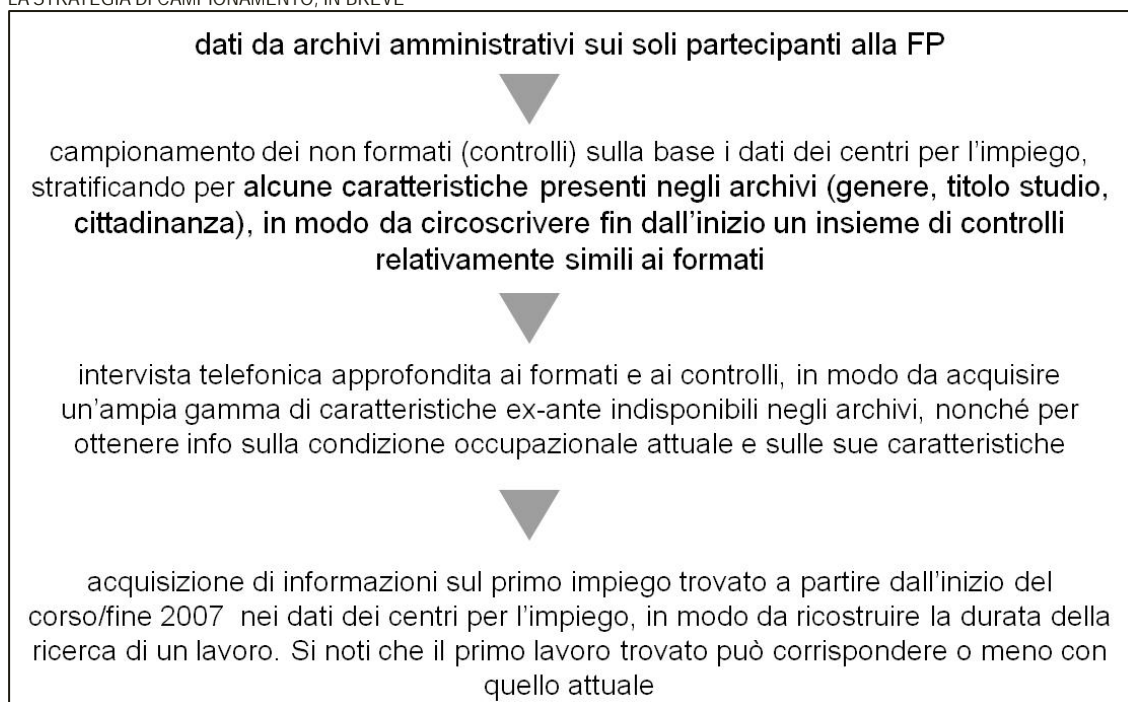 LA STRATEGIA DI CAMPIONAMENTO, IN BREVE
dati da archivi amministrativi sui soli partecipanti alla FP
campionamento dei non formati (controlli) sulla base i dati dei centri per l'impiego,
stratificando per alcune caratteristiche presenti negli archivi (genere, titolo studio,
cittadinanza), in modo da circoscrivere fin dall'inizio un insieme di controlli
relativamente simili ai formati
intervista telefonica approfondita ai formati e ai controlli, in modo da acquisire
un'ampia gamma di caratteristiche ex-ante indisponibili negli archivi, nonché per
ottenere info sulla condizione occupazionale attuale e sulle sue caratteristiche
acquisizione di informazioni sul primo impiego trovato a partire dall'inizio del
corso/fine 2007 nei dati dei centri per l'impiego, in modo da ricostruire la durata della
ricerca di un lavoro. Si noti che il primo lavoro trovato può corrispondere o meno con
quello attuale